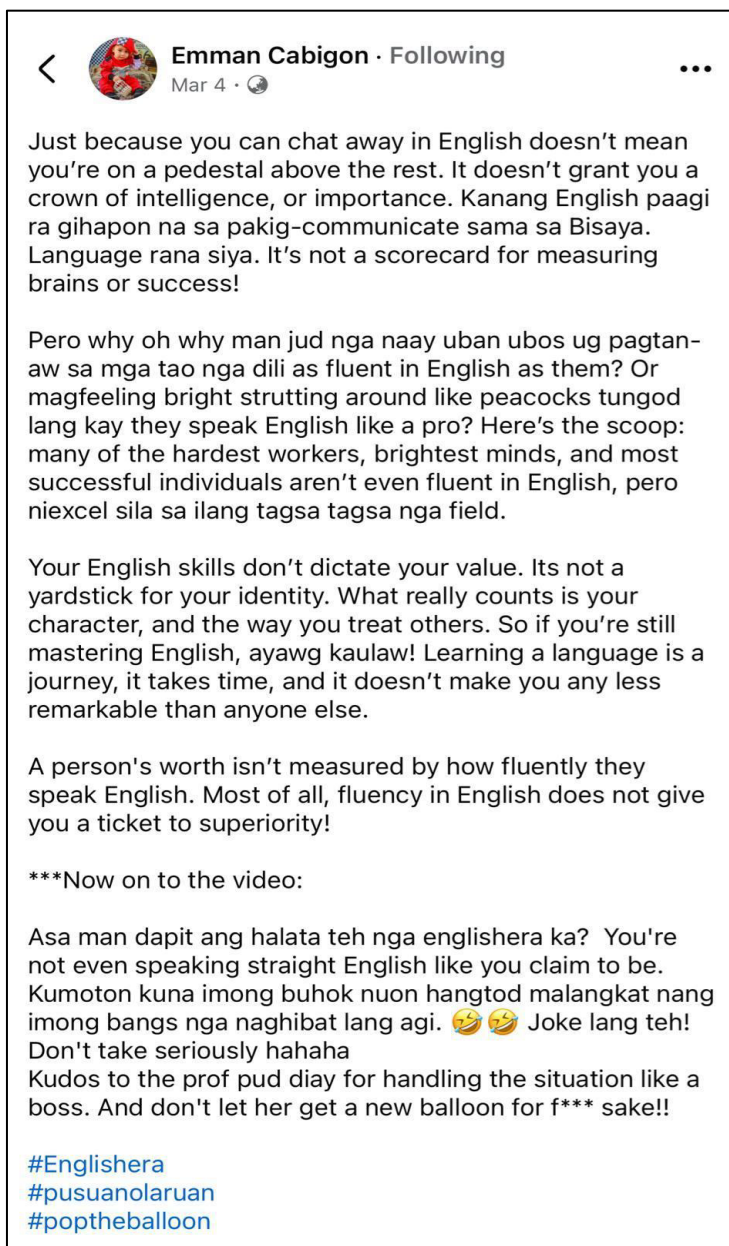 Emman Cabigon · Following
Mar 4 ·
Just because you can chat away in English doesn’t mean
you’re on a pedestal above the rest. It doesn’t grant you a
crown of intelligence, or importance. Kanang English paagi
ra gihapon na sa pakig-communicate sama sa Bisaya.
Language rana siya. It’s not a scorecard for measuring
brains or success!
Pero why oh why man jud nga naay uban ubos ug pagtan-
aw sa mga tao nga dili as fluent in English as them? Or
magfeeling bright strutting around like peacocks tungod
lang kay they speak English like a pro? Here’s the scoop:
many of the hardest workers, brightest minds, and most
successful individuals aren’t even fluent in English, pero
niexcel sila sa ilang tagsa tagsa nga field.
Your English skills don’t dictate your value. Its not a
yardstick for your identity. What really counts is your
character, and the way you treat others. So if you’re still
mastering English, ayawg kaulaw! Learning a language is a
journey, it takes time, and it doesn’t make you any less
remarkable than anyone else.
A person's worth isn’t measured by how fluently they
speak English. Most of all, fluency in English does not give
you a ticket to superiority!
***Now on to the video:
Asa man dapit ang halata teh nga englishera ka?  You're
not even speaking straight English like you claim to be.
Kumoton kuna imong buhok nuon hangtod malangkat nang
imong bangs nga naghibat lang agi. 🤣🤣 Joke lang teh!
Don't take seriously hahaha
Kudos to the prof pud diay for handling the situation like a
boss. And don't let her get a new balloon for f*** sake!!
#Englishera
#pusuanolaruan
#poptheballoon